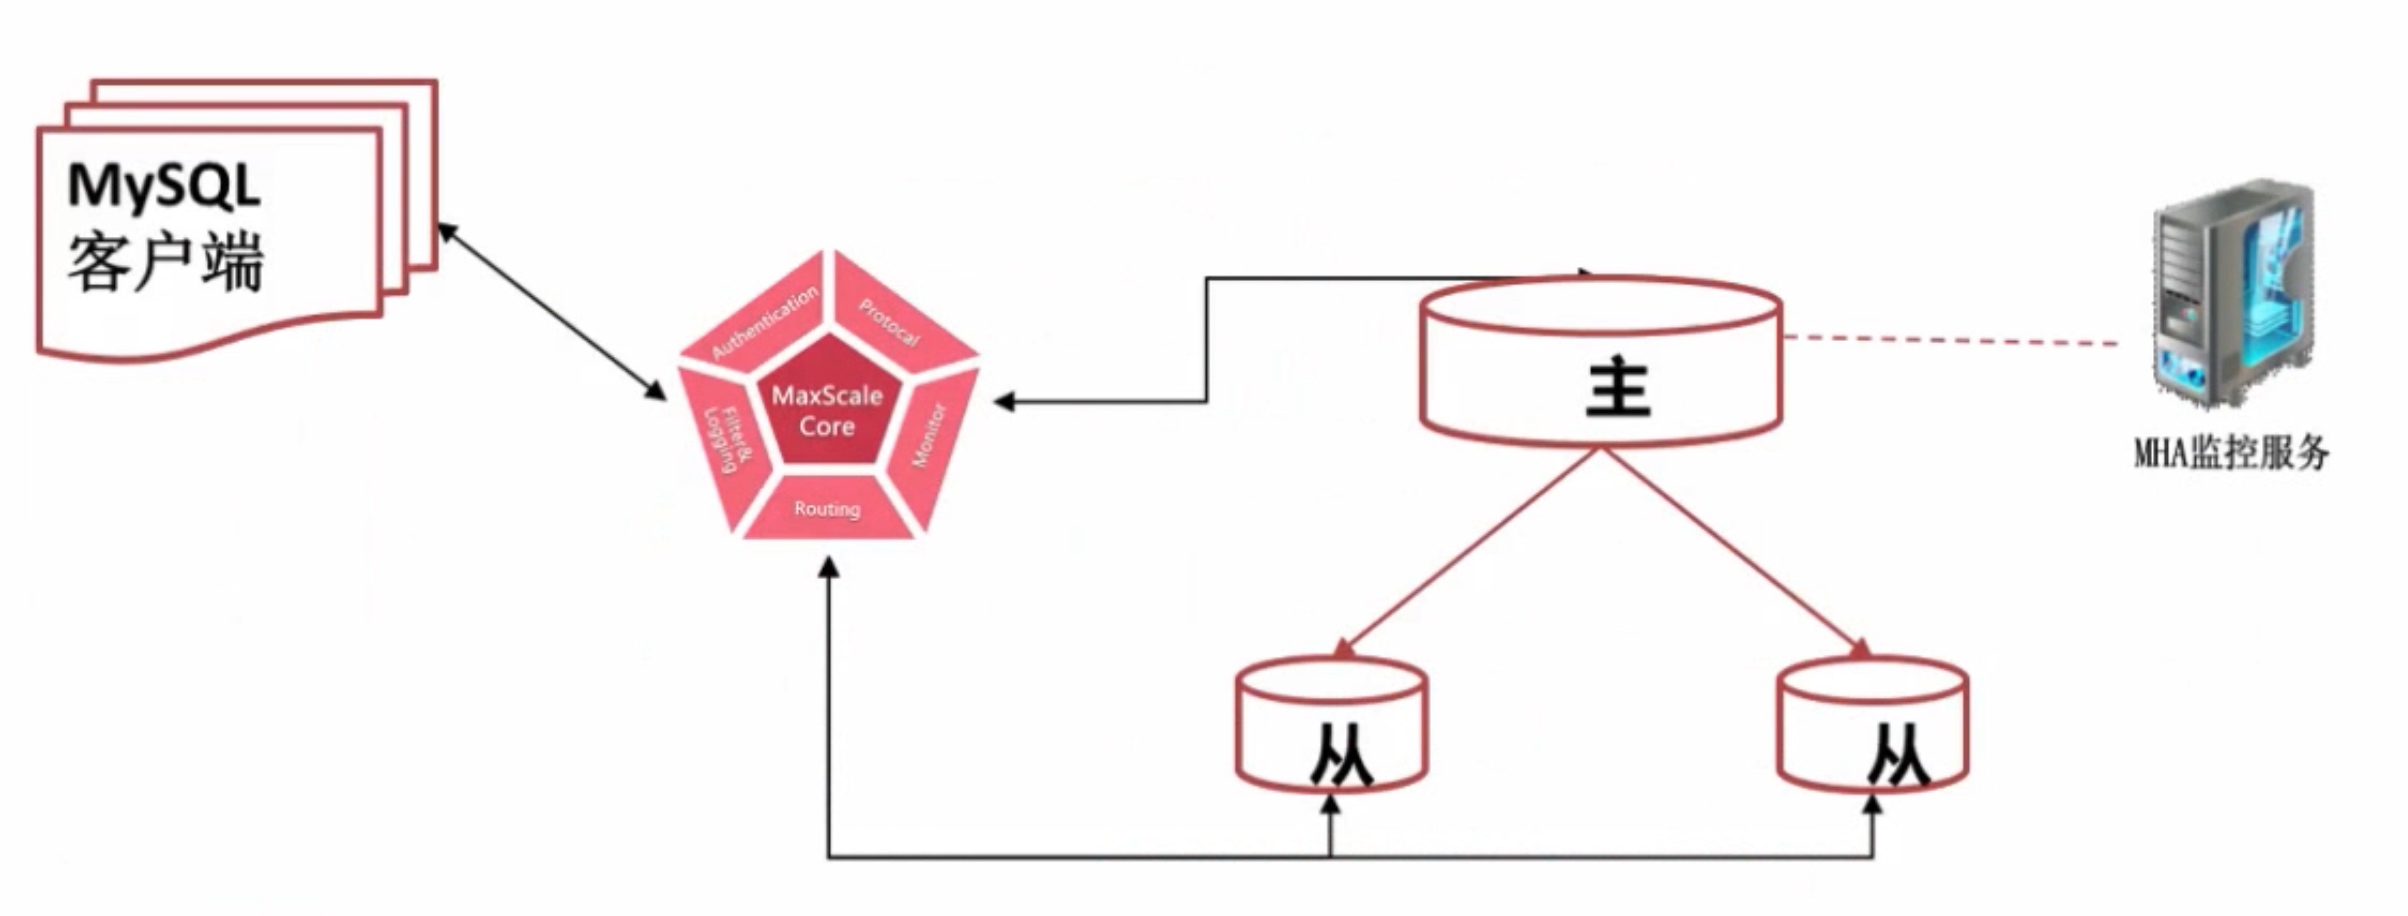 MySQL
客户端
Authentication
Protocal
MaxScale
Core
Filter&
Logging
Monitor
Routing
主
MHA监控服务
从
从